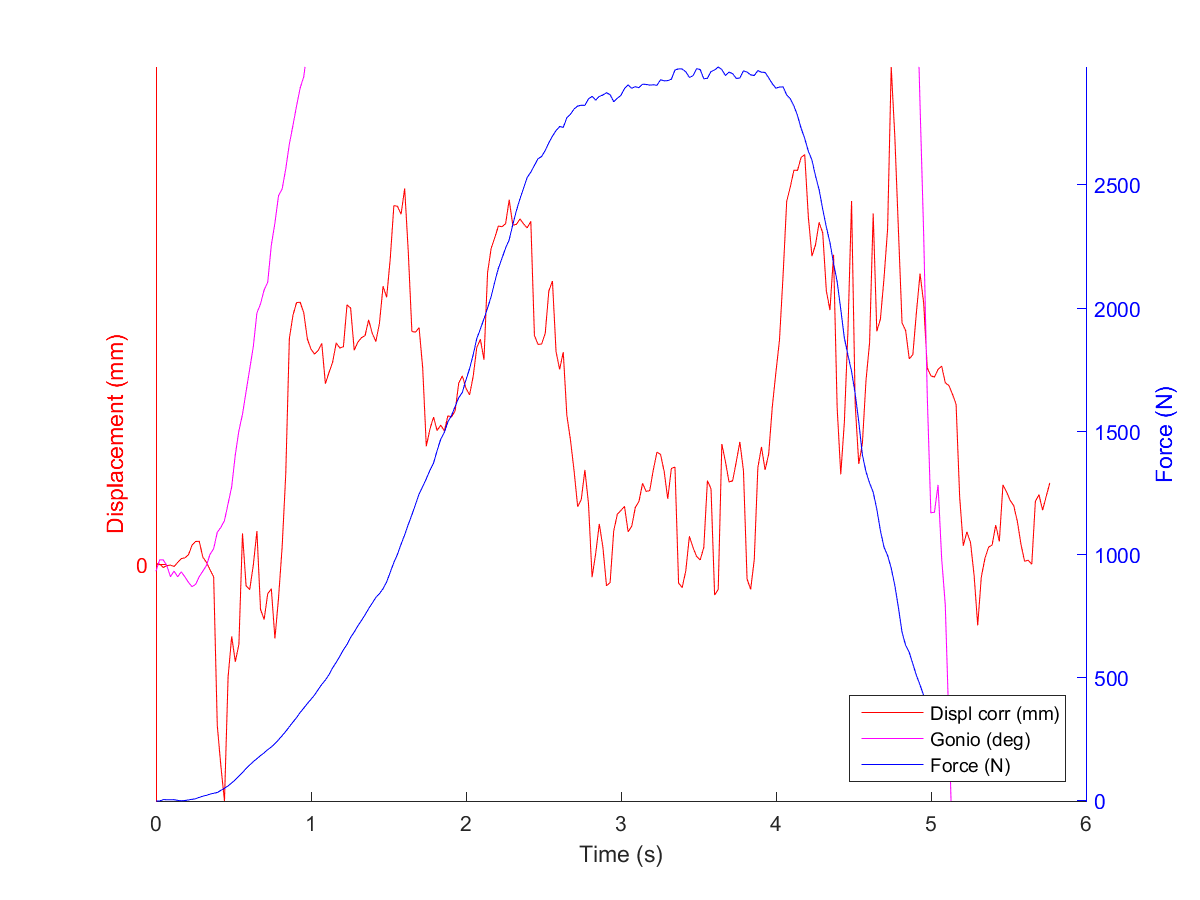 Displacement (mm)
0
2500
2000
1500
1000
500
0
Force (N)
Displ corr (mm)
Gonio (deg)
Force (N)
0 1 2 3 4 5 6
Time (s)